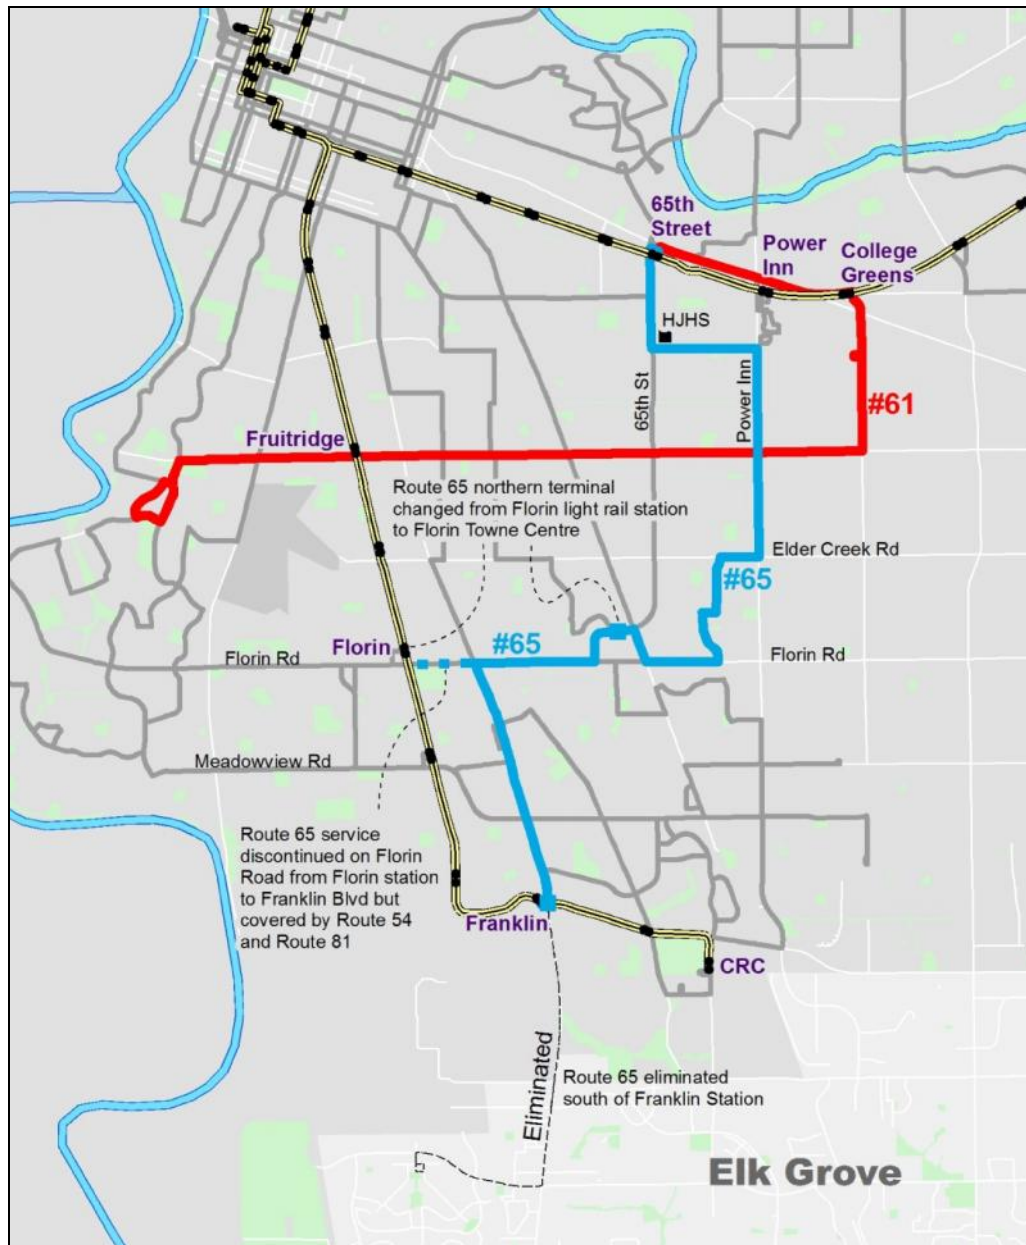 65th
Street
Power
Inn
College
Greens
HJHS
65th St
Power Inn
#61
Fruitridge
Route 65 northern terminal
changed from Florin light rail station
to Florin Towne Centre
Elder Creek Rd
#65
Florin
#65
Florin Rd
Florin Rd
Meadowview Rd
Route 65 service
discontinued on Florin
Road from Florin station
to Franklin Blvd but
covered by Route 54
and Route 81
Franklin
CRC
Eliminated
Route 65 eliminated
south of Franklin Station
Elk Grove